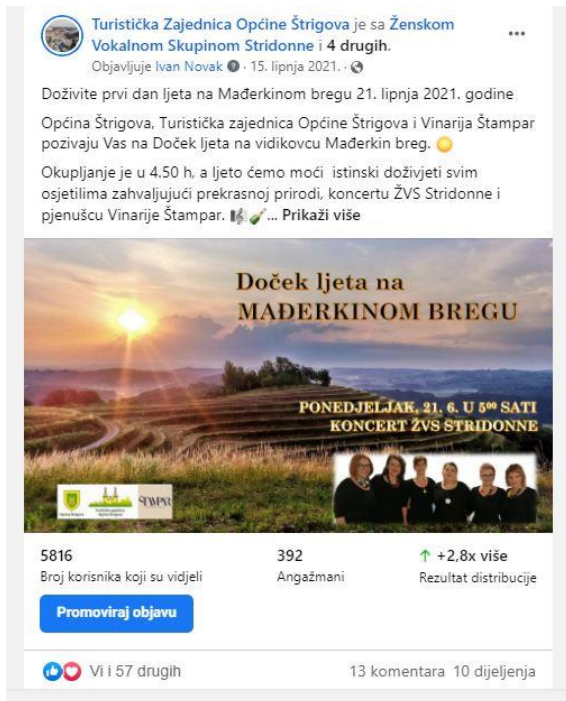 Turistička Zajednica Općine Štrigova je sa Ženskom
Vokalnom Skupinom Stridonne i 4 drugih.
Objavljuje Ivan Novak · 15. lipnja 2021. ·
Doživite prvi dan ljeta na Mađerkinom bregu 21. lipnja 2021. godine
Općina Štrigova, Turistička zajednica Općine Štrigova i Vinarija Štampar
pozivaju Vas na Doček ljeta na vidikovcu Mađerkin breg.
Okupljanje je u 4.50 h, a ljeto ćemo moći istinski doživjeti svim
osjetilima zahvaljujući prekrasnoj prirodi, koncertu ŽVS Stridonne i
pjenušcu Vinarije Štampar. ... Prikaži više
Doček ljeta na
MAĐERKINOM BREGU
PONEDJELJAK, 21. 6. U 5⁰⁰ SATI
KONCERT ŽVS STRIDONNE
ŠTAMPAR
5816
Broj korisnika koji su vidjeli
392
Angažmani
↑ +2,8x više
Rezultat distribucije
Promoviraj objavu
Vi i 57 drugih
13 komentara 10 dijeljenja